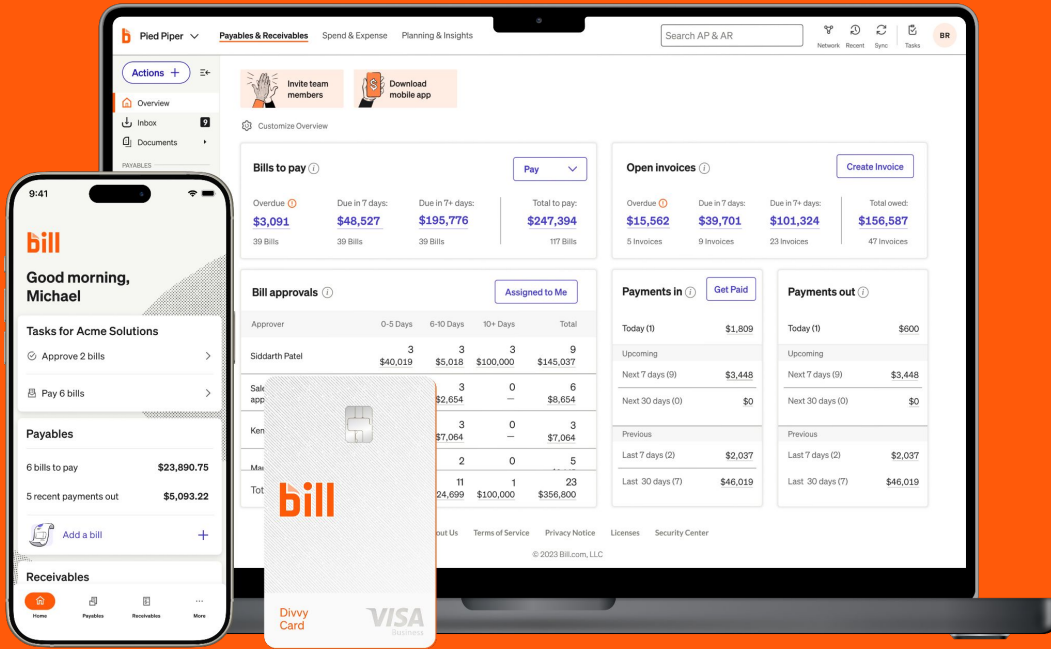 Pied Piper
Payables & Receivables
Spend & Expense
Planning & Insights
Search AP & AR
Network
Recent
Sync
Tasks
BR
Actions +
Overview
Inbox
9
Documents
PAYABLES
Invite team
members
Download
mobile app
Customize Overview
Bills to pay
Pay
Overdue
Due in 7 days:
Due in 7+ days:
Total to pay:
$3,091
$48,527
$195,776
$247,394
39 Bills
39 Bills
39 Bills
117 Bills
Open invoices
Create Invoice
Overdue
Due in 7 days:
Due in 7+ days:
Total owed:
$15,562
$39,701
$101,324
$156,587
5 Invoices
9 Invoices
23 Invoices
47 Invoices
Bill approvals
Assigned to Me
Approver
0-5 Days
6-10 Days
10+ Days
Total
Siddarth Patel
3
3
3
9
$40,019
$5,018
$100,000
$145,037
3
0
6
$2,654
—
$8,654
3
0
3
$7,064
—
$7,064
2
0
5
11
1
23
24,699
$100,000
$356,800
Payments in
Get Paid
Today (1)
$1,809
Upcoming
Next 7 days (9)
$3,448
Next 30 days (0)
$0
Previous
Last 7 days (2)
$2,037
Last 30 days (7)
$46,019
Payments out
Today (1)
$600
Upcoming
Next 7 days (9)
$3,448
Next 30 days (0)
$0
Previous
Last 7 days (2)
$2,037
Last 30 days (7)
$46,019
out Us
Terms of Service
Privacy Notice
Licenses
Security Center
© 2023 Bill.com, LLC
9:41
bill
Good morning,
Michael
Tasks for Acme Solutions
Approve 2 bills
Pay 6 bills
Payables
6 bills to pay
$23,890.75
5 recent payments out
$5,093.22
Add a bill
+
Receivables
Home
Payables
Receivables
More
bill
Divvy
Card
VISA
Business